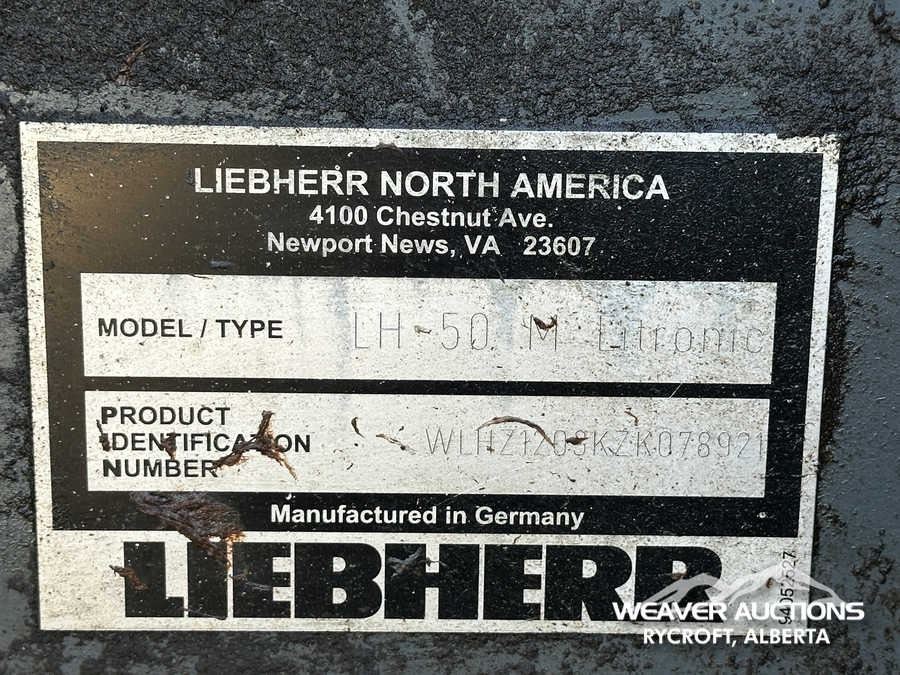 LIEBHERR NORTH AMERICA
4100 Chestnut Ave.
Newport News, VA 23607
MODEL / TYPE LH-50 M Litronic
PRODUCT
IDENTIFICATION
NUMBER
WLHZ1203KZK078921
Manufactured in Germany
LIEBHERR
94052527
WEAVER AUCTIONS
RYCROFT, ALBERTA